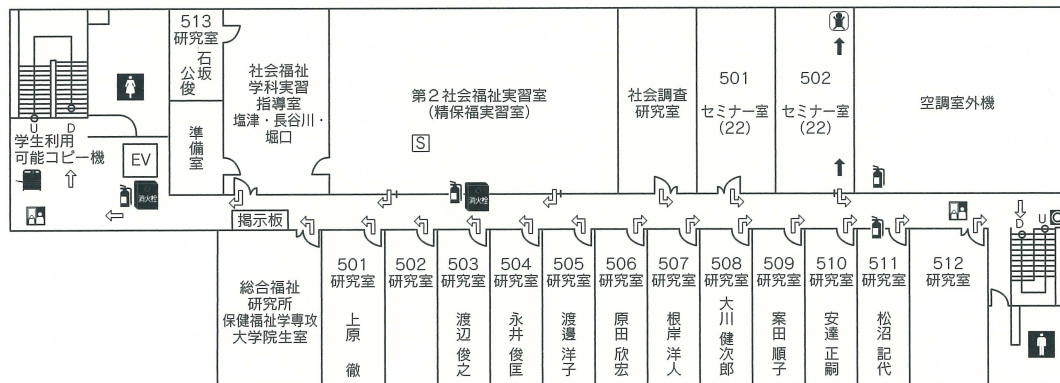 513
研究室
石坂
公俊
準備室
社会福祉
学科実習
指導室
塩津・長谷川・
堀口
第2社会福祉実習室
（精保福実習室）
S
社会調査
研究室
501
セミナー室
(22)
502
セミナー室
(22)
空調室外機
U
D
学生利用
可能コピー機
EV
消火栓
消火栓
掲示板
総合福祉
研究所
保健福祉学専攻
大学院生室
501
研究室
上原 徹
502
研究室
503
研究室
渡辺 俊之
504
研究室
永井 俊匡
505
研究室
渡邊 洋子
506
研究室
原田 欣宏
507
研究室
根岸 洋人
508
研究室
大川 健次郎
509
研究室
案田 順子
510
研究室
安達 正嗣
511
研究室
松沼 記代
512
研究室
D
U